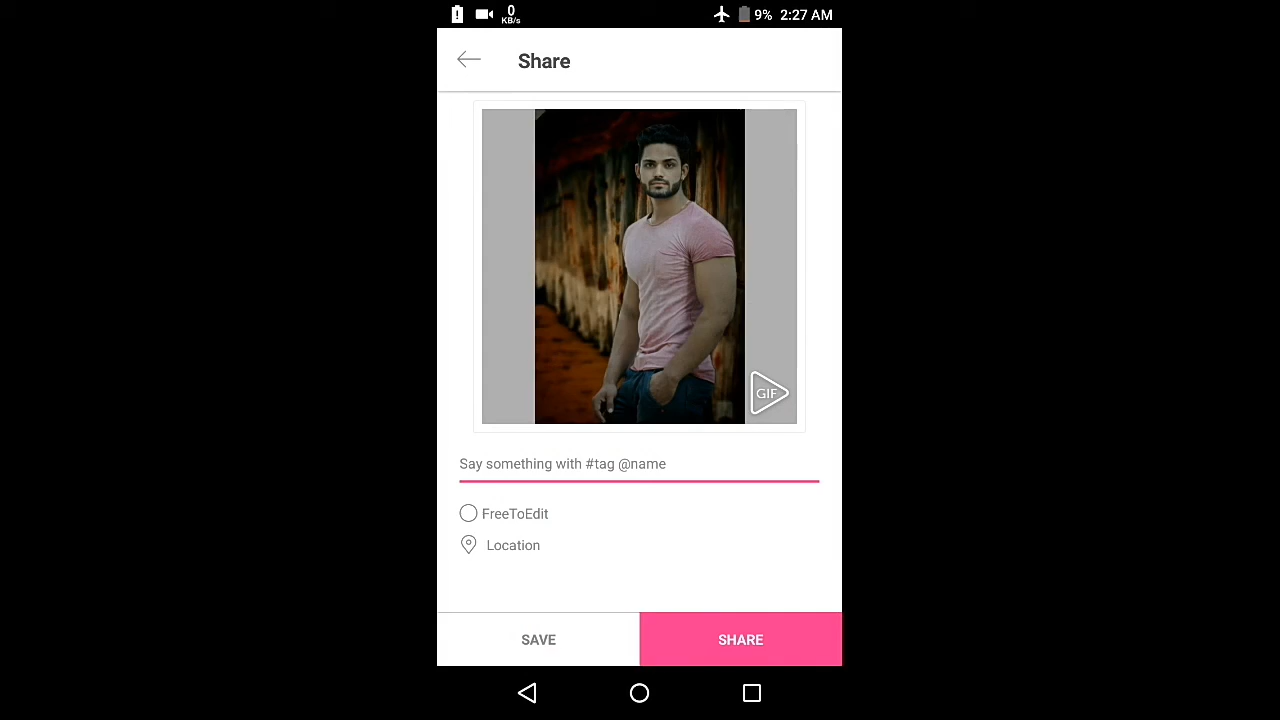 0
KB/s
9% 2:27 AM
Share
GIF
Say something with #tag @name
FreeToEdit
Location
SAVE
SHARE